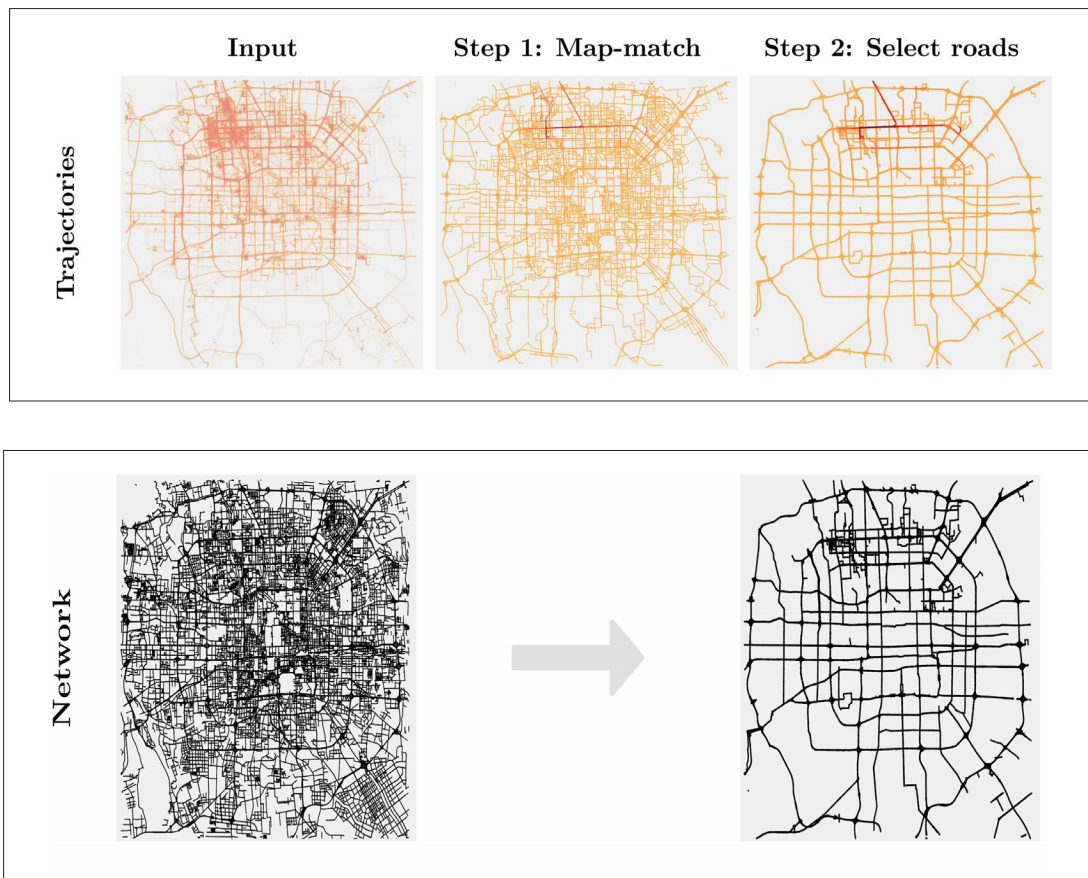 Input
Step 1: Map-match
Step 2: Select roads
Trajectories
Network